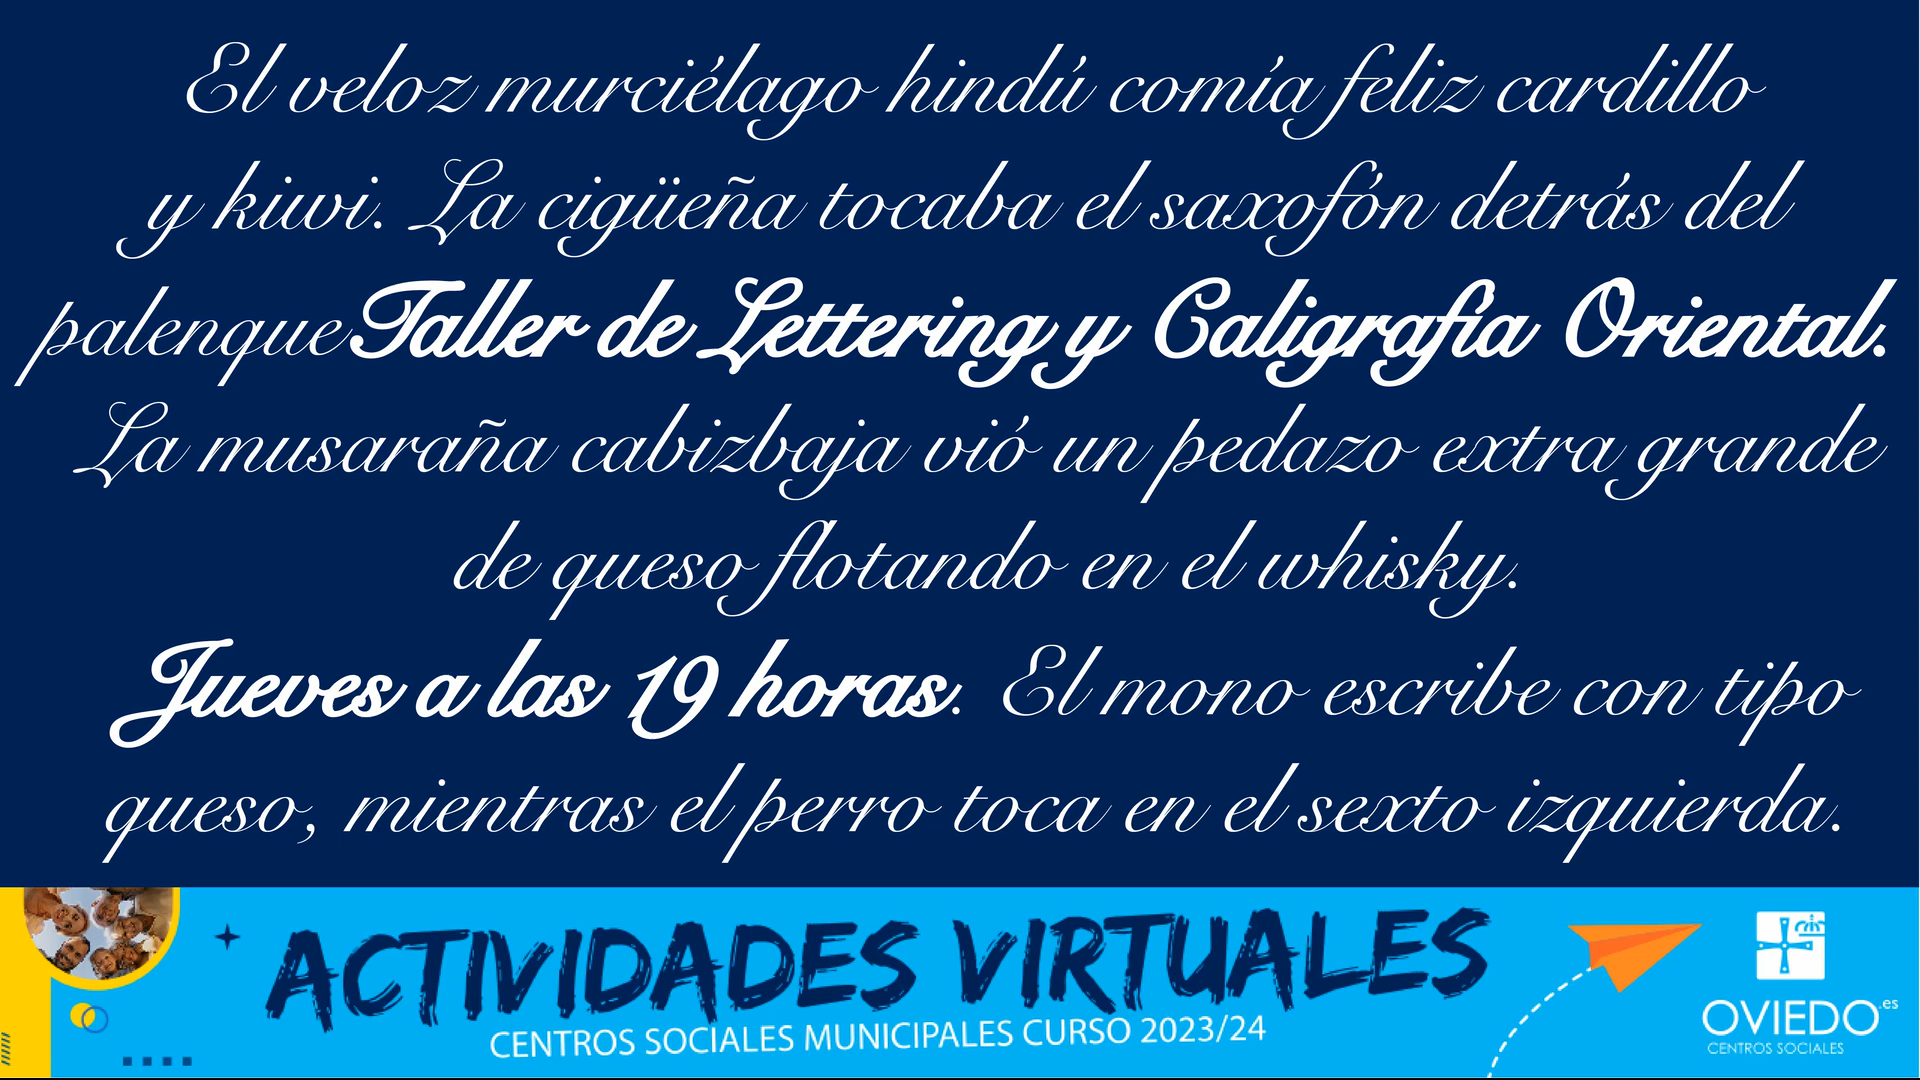 El veloz murciélago hindú comía feliz cardillo
y kiwi. La cigüeña tocaba el saxofón detrás del
palenque Taller de Lettering y Caligrafía Oriental.
La musaraña cabizbaja vió un pedazo extra grande
de queso flotando en el whisky.
Jueves a las 19 horas. El mono escribe con tipo
queso, mientras el perro toca en el sexto izquierda.
ACTIVIDADES VIRTUALES
CENTROS SOCIALES MUNICIPALES CURSO 2023/24
OVIEDO.es
CENTROS SOCIALES